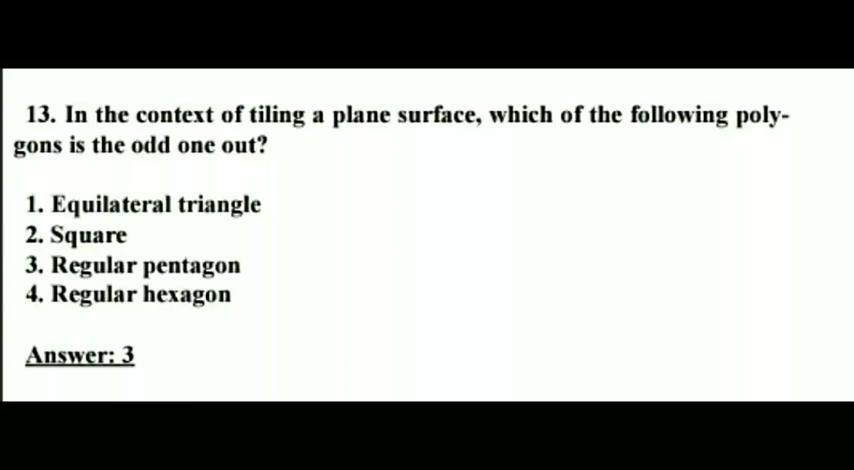 13. In the context of tiling a plane surface, which of the following poly-
gons is the odd one out?
1. Equilateral triangle
2. Square
3. Regular pentagon
4. Regular hexagon
Answer: 3